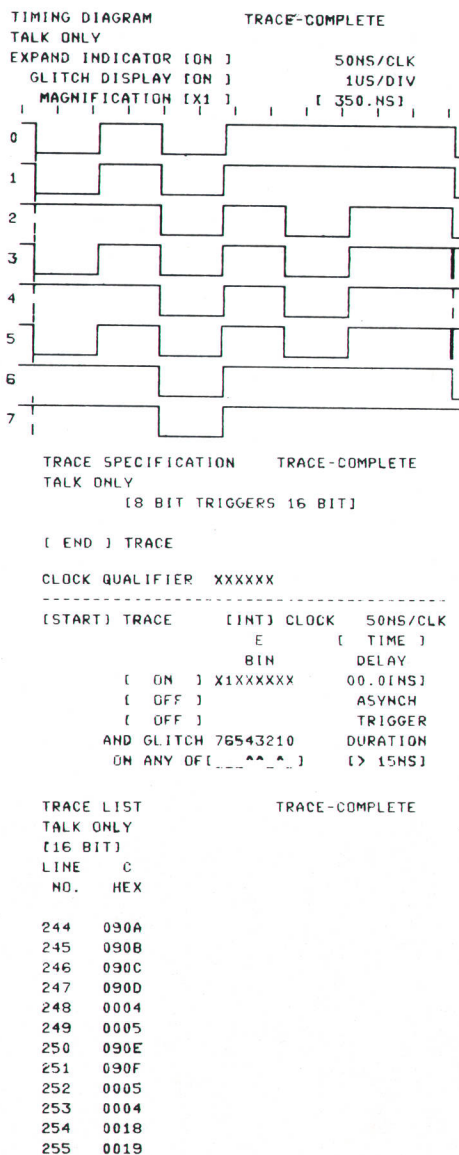 TIMING DIAGRAM TRACE-COMPLETE
TALK ONLY
EXPAND INDICATOR [ON ] 50NS/CLK
GLITCH DISPLAY [ON ] 1US/DIV
MAGNIFICATION [X1 ] [ 350.NS]
0
1
2
3
4
5
6
7
TRACE SPECIFICATION TRACE-COMPLETE
TALK ONLY
[8 BIT TRIGGERS 16 BIT]
[ END ] TRACE
CLOCK QUALIFIER XXXXXX
[START] TRACE [INT] CLOCK 50NS/CLK
E [ TIME ]
BIN DELAY
[ ON ] X1XXXXXX 00.0[NS]
[ OFF ] ASYNCH
[ OFF ] TRIGGER
AND GLITCH 76543210 DURATION
ON ANY OF[___^^_^_] [> 15NS]
TRACE LIST TRACE-COMPLETE
TALK ONLY
[16 BIT]
LINE C
NO. HEX
244 090A
245 090B
246 090C
247 090D
248 0004
249 0005
250 090E
251 090F
252 0005
253 0004
254 0018
255 0019